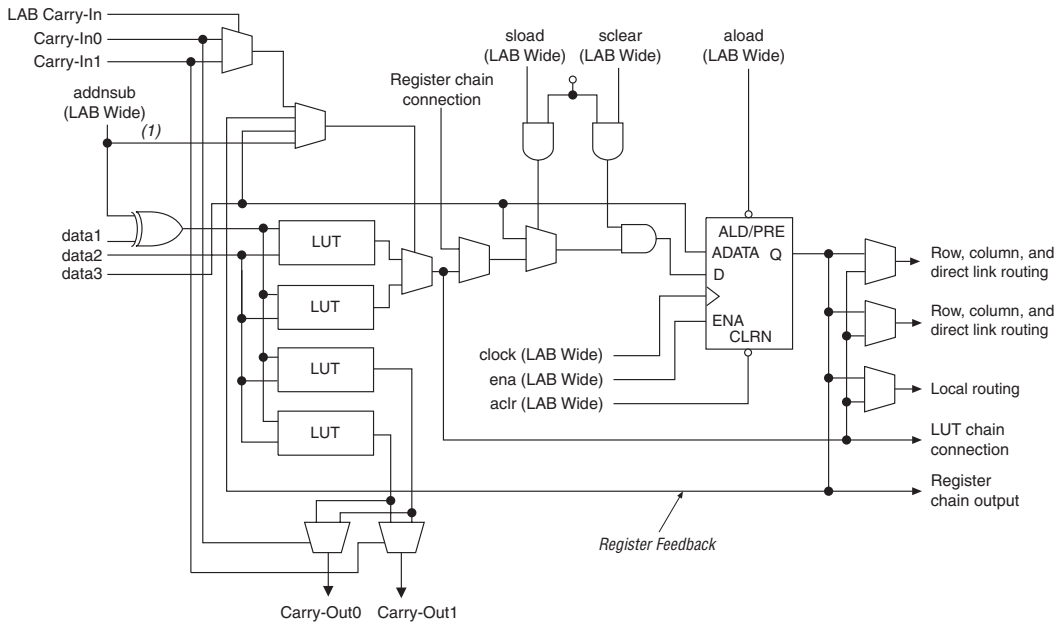 LAB Carry-In
Carry-In0
Carry-In1
addnsub
(LAB Wide)
(1)
Register chain
connection
sload
(LAB Wide)
sclear
(LAB Wide)
aload
(LAB Wide)
data1
data2
data3
LUT
LUT
LUT
LUT
ALD/PRE
ADATA
Q
D
ENA
CLRN
clock (LAB Wide)
ena (LAB Wide)
aclr (LAB Wide)
Row, column, and
direct link routing
Row, column, and
direct link routing
Local routing
LUT chain
connection
Register
chain output
Register Feedback
Carry-Out0
Carry-Out1